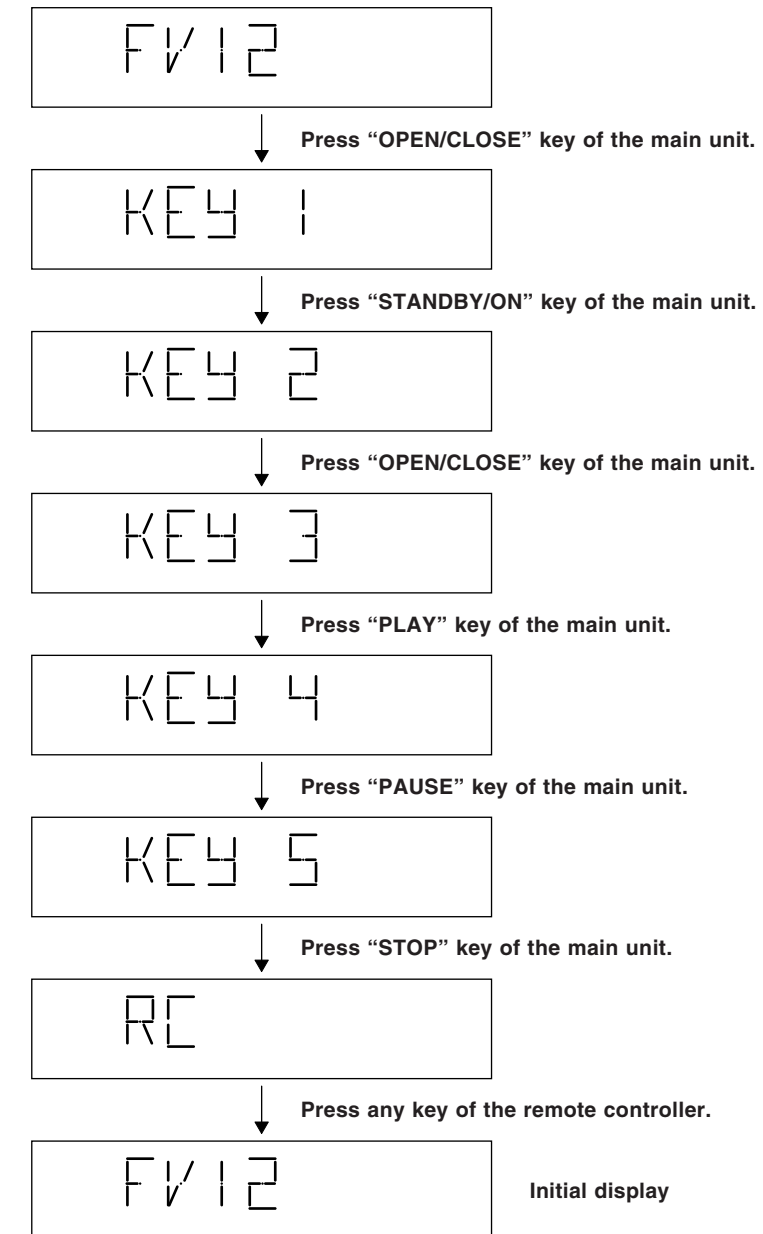 FV12
Press “OPEN/CLOSE” key of the main unit.
KEY 1
Press “STANDBY/ON” key of the main unit.
KEY 2
Press “OPEN/CLOSE” key of the main unit.
KEY 3
Press “PLAY” key of the main unit.
KEY 4
Press “PAUSE” key of the main unit.
KEY 5
Press “STOP” key of the main unit.
RC
Press any key of the remote controller.
FV12
Initial display